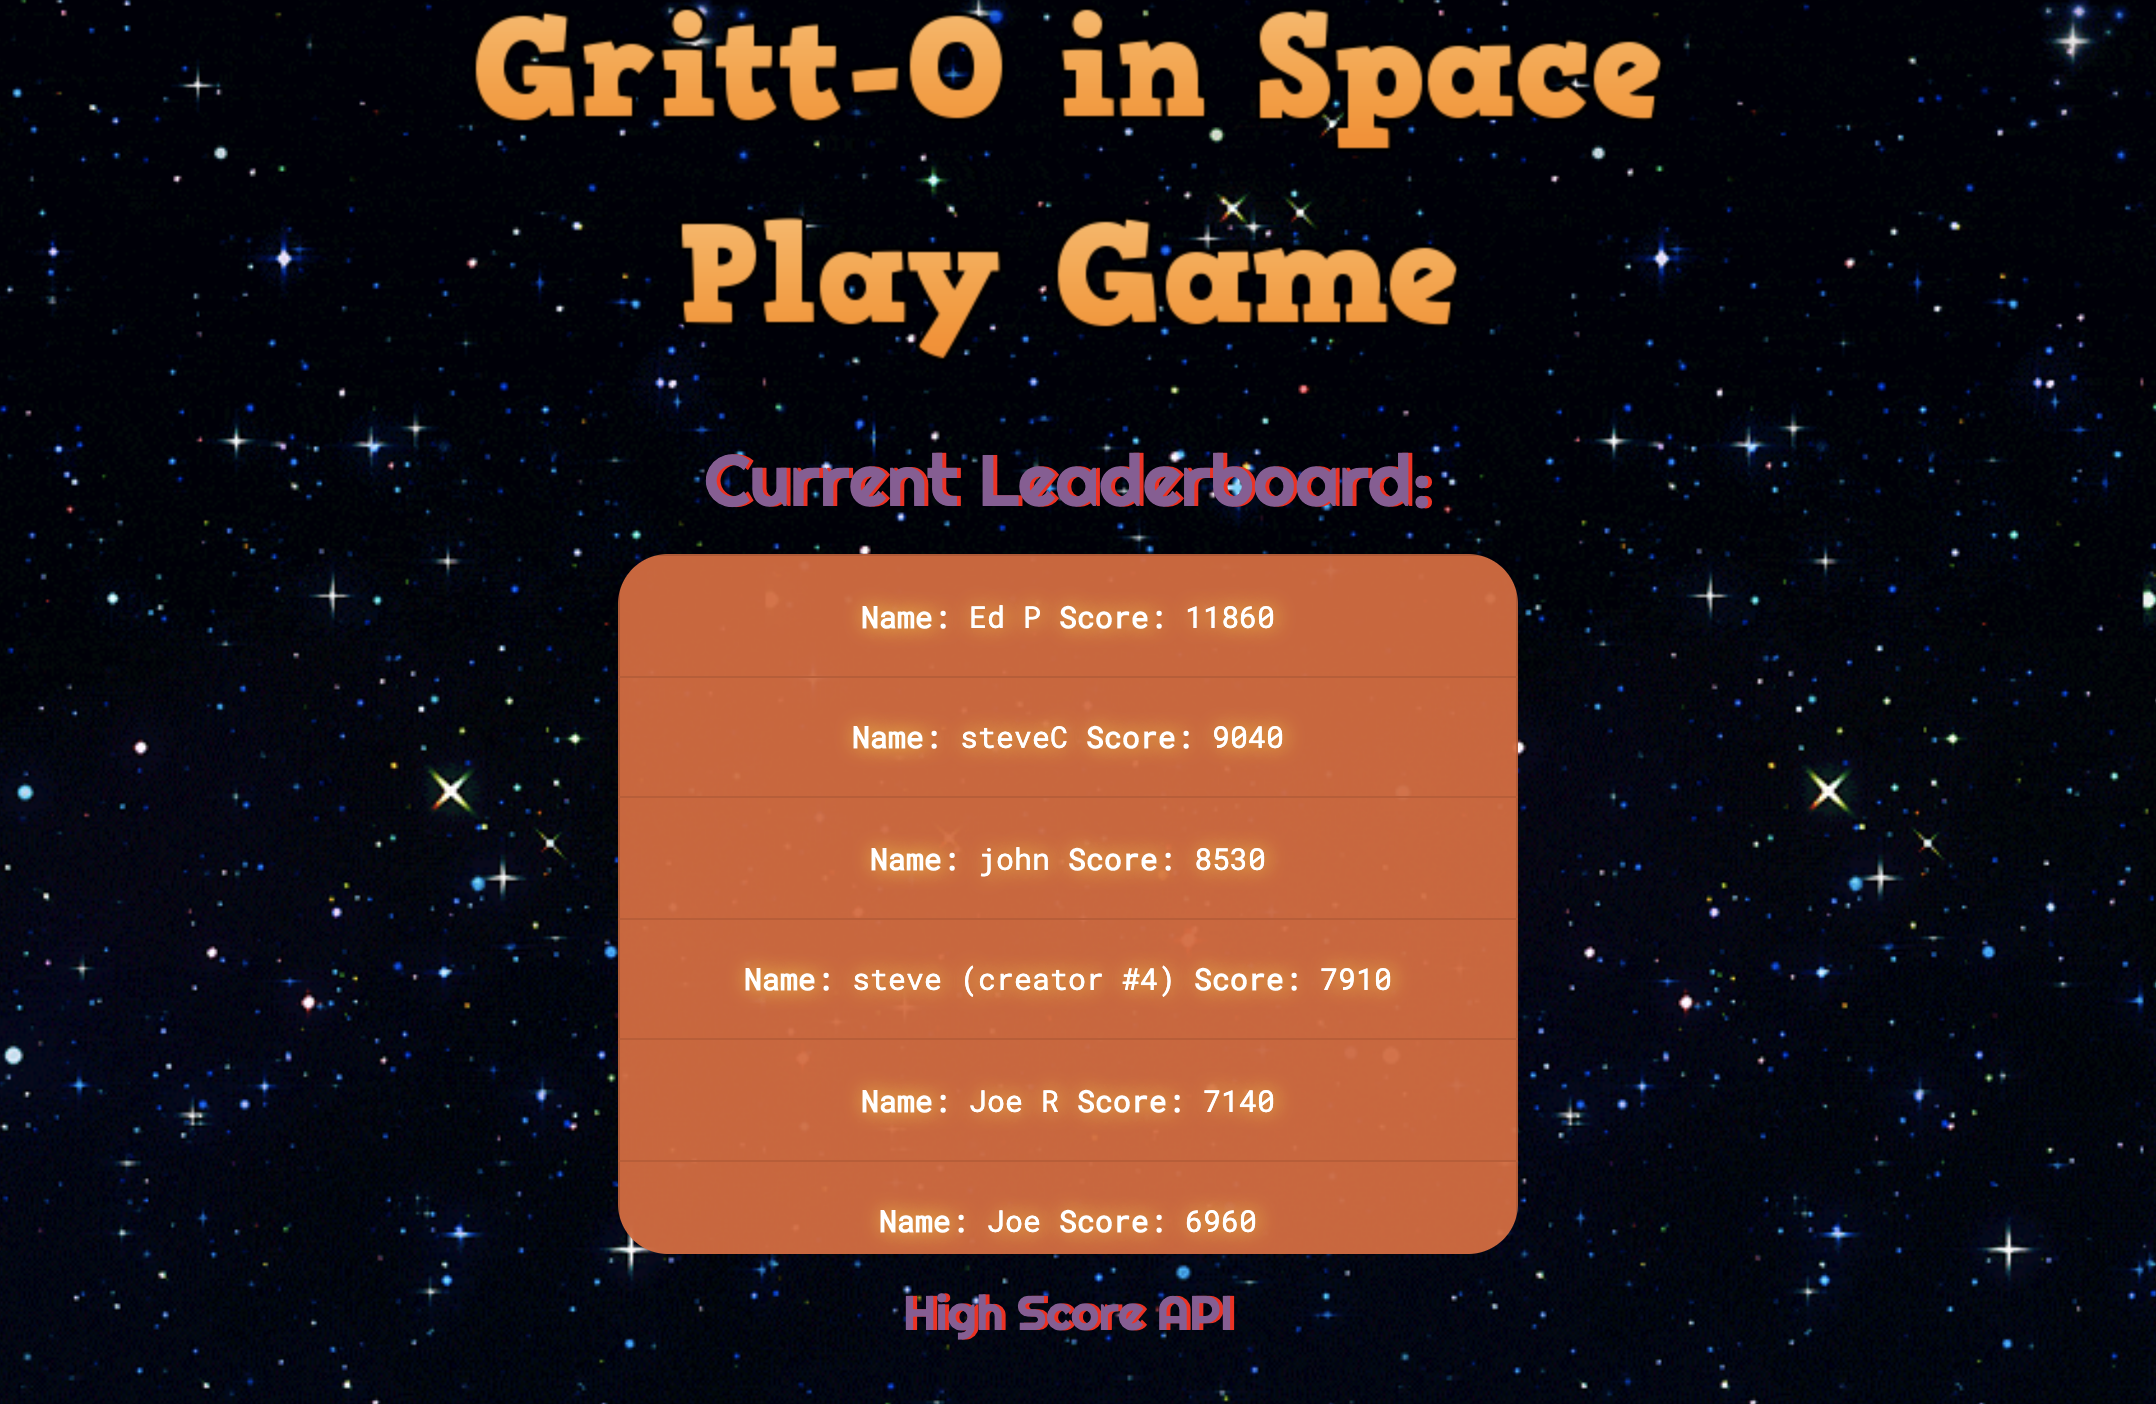 Gritt-O in Space
Play Game
Current Leaderboard:
Name: Ed P Score: 11860
Name: steveC Score: 9040
Name: john Score: 8530
Name: steve (creator #4) Score: 7910
Name: Joe R Score: 7140
Name: Joe Score: 6960
High Score API